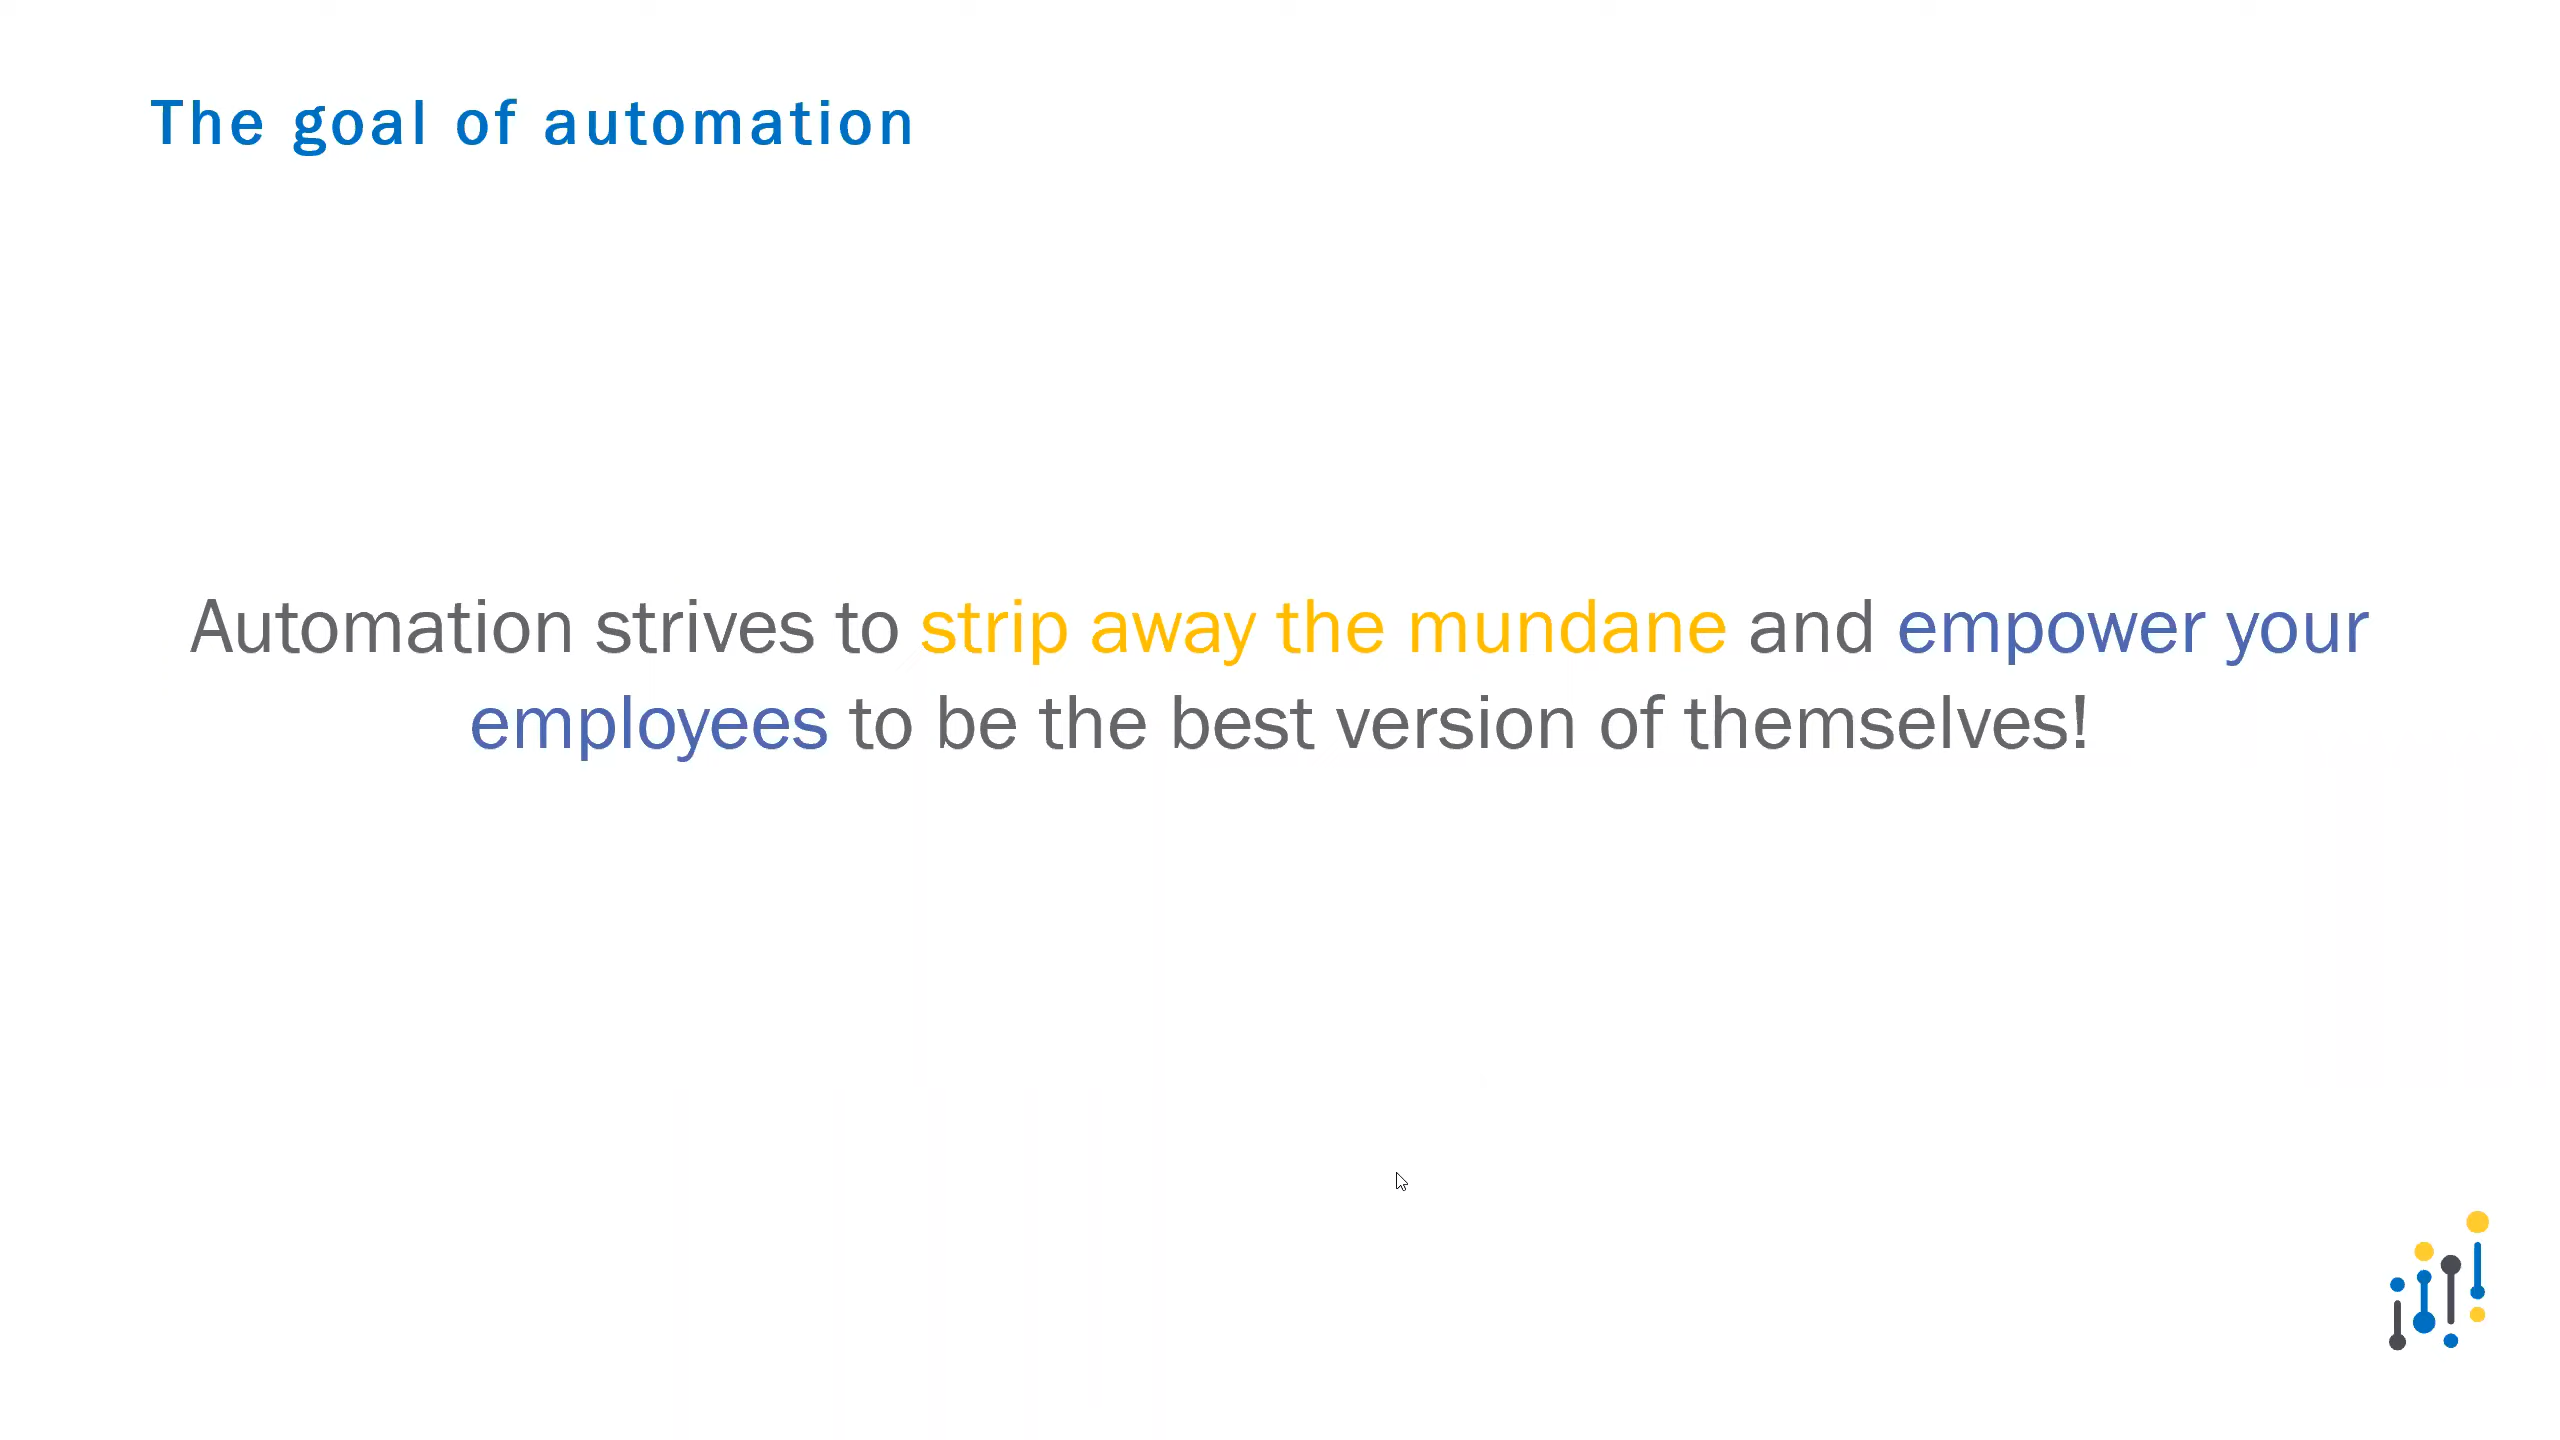 The goal of automation
Automation strives to strip away the mundane and empower your
employees to be the best version of themselves!